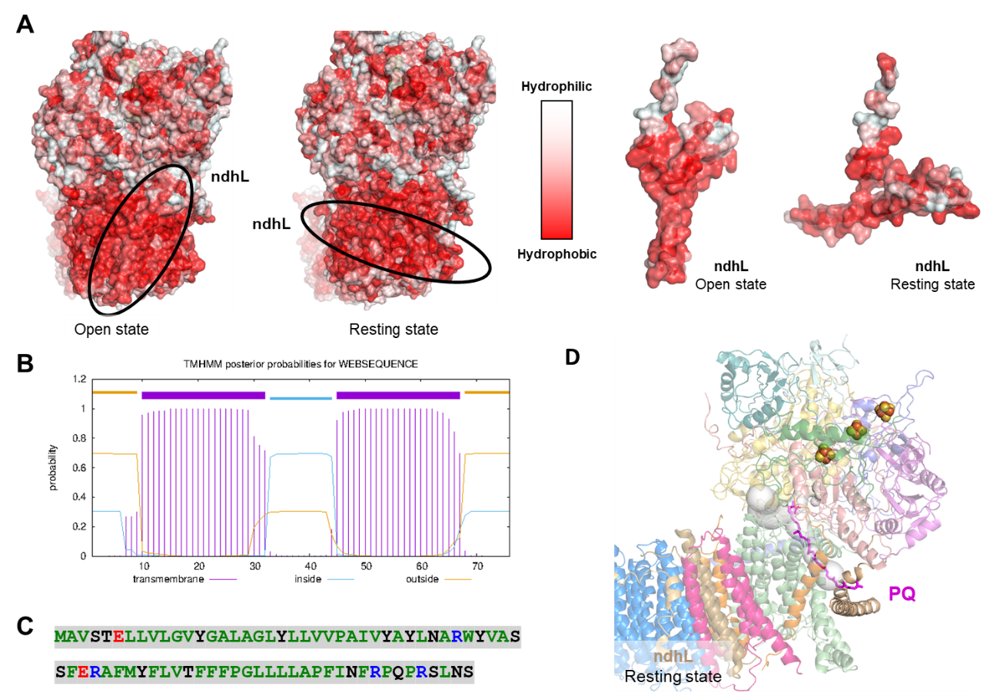 A
ndhL
ndhL
Open state
Resting state
Hydrophilic
Hydrophobic
ndhL
Open state
ndhL
Resting state
B
TMHMM posterior probabilities for WEBSEQUENCE
1.2
1
0.8
0.6
0.4
0.2
0
probability
10
20
30
40
50
60
70
transmembrane
inside
outside
C
MAVSTELLVLGVYGALAGLYLLVVPAIVYAYLNARWYVAS
SFERAFMYFLVTFFFPGLLLLAPFINFRPQPRSLNS
D
PQ
ndhL
Resting state